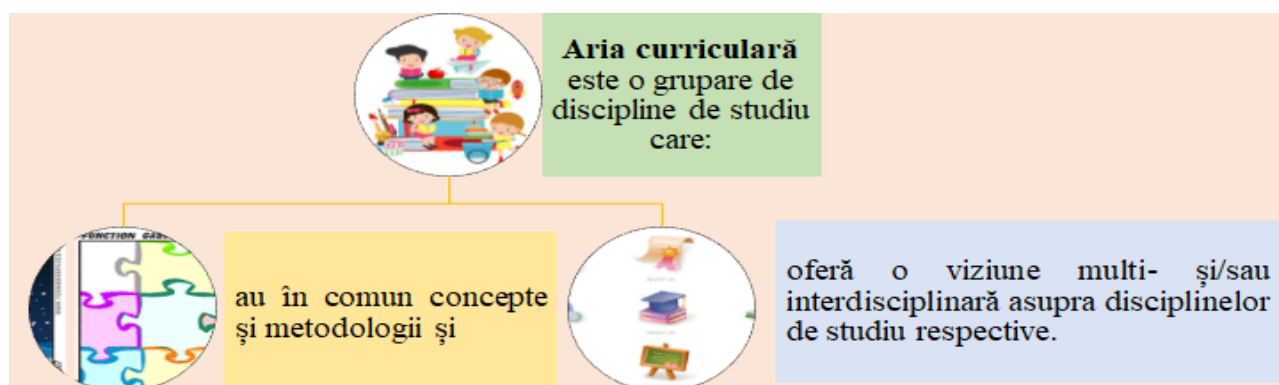 Aria curriculară
este o grupare de
discipline de studiu
care:
au în comun concepte
și metodologii și
oferă o viziune multi- și/sau
interdisciplinară asupra disciplinelor
de studiu respective.